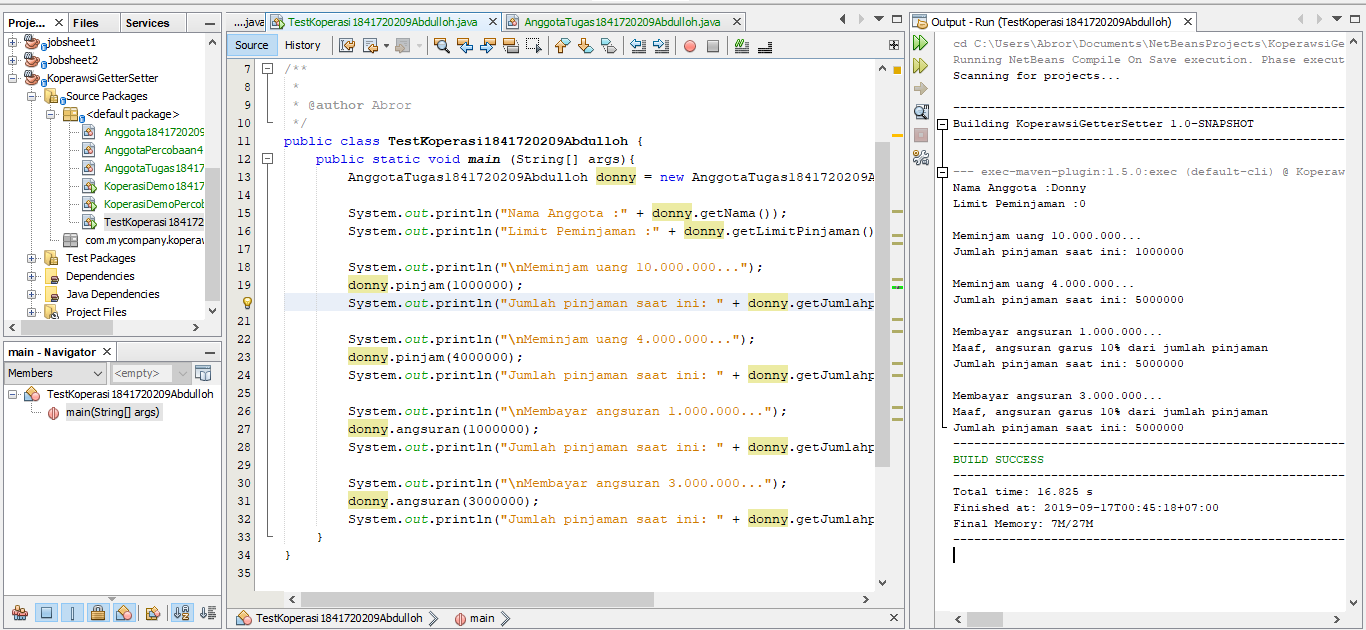 Proje...
Files
Services
jobsheet1
Jobsheet2
KoperawsiGetterSetter
Source Packages
<default package>
Anggota1841720209
AnggotaPercobaan4
AnggotaTugas18417
KoperasiDemo18417
KoperasiDemoPercob
TestKoperasi184172
com.mycompany.koperaw
Test Packages
Dependencies
Java Dependencies
Project Files
main - Navigator
Members
<empty>
TestKoperasi1841720209Abdulloh
main(String[] args)
....java
TestKoperasi1841720209Abdulloh.java
AnggotaTugas1841720209Abdulloh.java
Source
History
7 /**
8 *
9 * @author Abror
10 */
11 public class TestKoperasi1841720209Abdulloh {
12 public static void main (String[] args){
13 AnggotaTugas1841720209Abdulloh donny = new AnggotaTugas1841720209A
14
15 System.out.println("Nama Anggota :" + donny.getNama());
16 System.out.println("Limit Peminjaman :" + donny.getLimitPinjaman()
17
18 System.out.println("\nMeminjam uang 10.000.000...");
19 donny.pinjam(1000000);
System.out.println("Jumlah pinjaman saat ini: " + donny.getJumlahp
21
22 System.out.println("\nMeminjam uang 4.000.000...");
23 donny.pinjam(4000000);
24 System.out.println("Jumlah pinjaman saat ini: " + donny.getJumlahp
25
26 System.out.println("\nMembayar angsuran 1.000.000...");
27 donny.angsuran(1000000);
28 System.out.println("Jumlah pinjaman saat ini: " + donny.getJumlahp
29
30 System.out.println("\nMembayar angsuran 3.000.000...");
31 donny.angsuran(3000000);
32 System.out.println("Jumlah pinjaman saat ini: " + donny.getJumlahp
33 }
34 }
35
TestKoperasi1841720209Abdulloh
main
Output - Run (TestKoperasi1841720209Abdulloh)
cd C:\Users\Abror\Documents\NetBeansProjects\KoperawsiGe
Running NetBeans Compile On Save execution. Phase execut
Scanning for projects...
------------------------------------------------------------------------
Building KoperawsiGetterSetter 1.0-SNAPSHOT
------------------------------------------------------------------------
--- exec-maven-plugin:1.5.0:exec (default-cli) @ Koperaw
Nama Anggota :Donny
Limit Peminjaman :0
Meminjam uang 10.000.000...
Jumlah pinjaman saat ini: 1000000
Meminjam uang 4.000.000...
Jumlah pinjaman saat ini: 5000000
Membayar angsuran 1.000.000...
Maaf, angsuran garus 10% dari jumlah pinjaman
Jumlah pinjaman saat ini: 5000000
Membayar angsuran 3.000.000...
Maaf, angsuran garus 10% dari jumlah pinjaman
Jumlah pinjaman saat ini: 5000000
------------------------------------------------------------------------
BUILD SUCCESS
------------------------------------------------------------------------
Total time: 16.825 s
Finished at: 2019-09-17T00:45:18+07:00
Final Memory: 7M/27M
------------------------------------------------------------------------